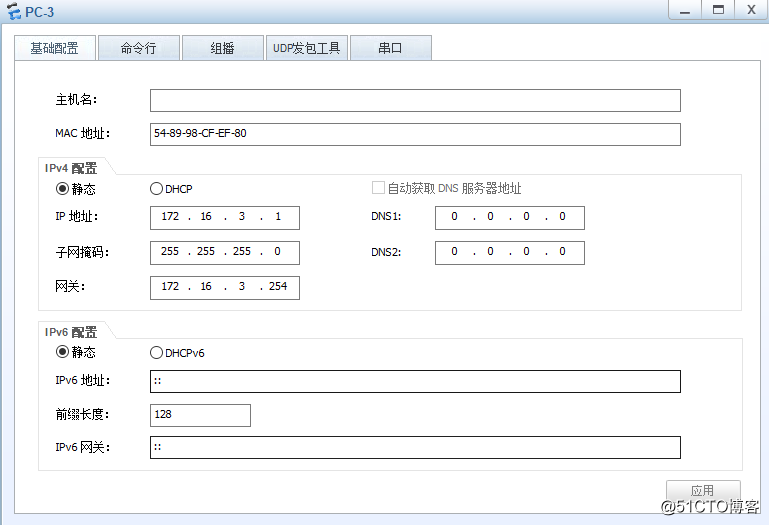 PC-3
基础配置 命令行 组播 UDP发包工具 串口
主机名:
MAC 地址: 54-89-98-CF-EF-80
IPv4 配置
静态 DHCP 自动获取 DNS 服务器地址
IP 地址: 172 . 16 . 3 . 1 DNS1: 0 . 0 . 0 . 0
子网掩码: 255 . 255 . 255 . 0 DNS2: 0 . 0 . 0 . 0
网关: 172 . 16 . 3 . 254
IPv6 配置
静态 DHCPv6
IPv6 地址: ::
前缀长度: 128
IPv6 网关: ::
应用
@51CTO博客